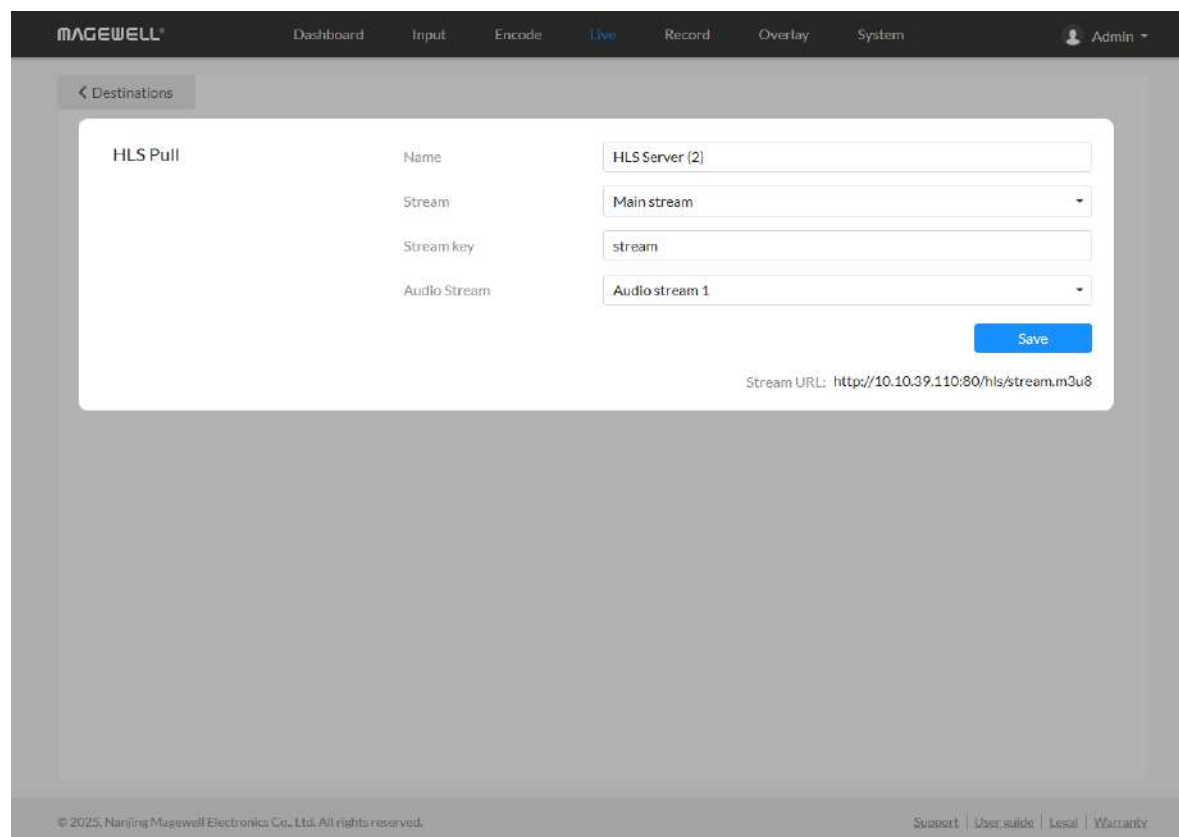 MAGEWELL®
Dashboard Input Encode Live Record Overlay System Admin
Destinations
HLS Pull
Name HLS Server (2)
Stream Main stream
Stream key stream
Audio Stream Audio stream 1
Save
Stream URL: http://10.10.39.110:80/hls/stream.m3u8
© 2025, Nanjing Magewell Electronics Co., Ltd. All rights reserved.
Support | User guide | Legal | Warranty